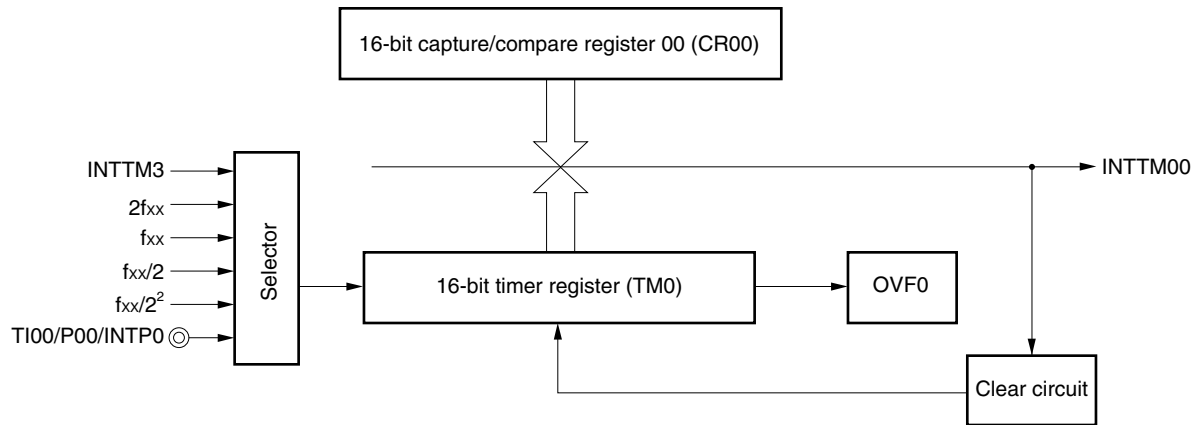 16-bit capture/compare register 00 (CR00)
INTTM3
2fxx
fxx
fxx/2
fxx/2²
TI00/P00/INTP0
Selector
INTTM00
16-bit timer register (TM0)
OVF0
Clear circuit